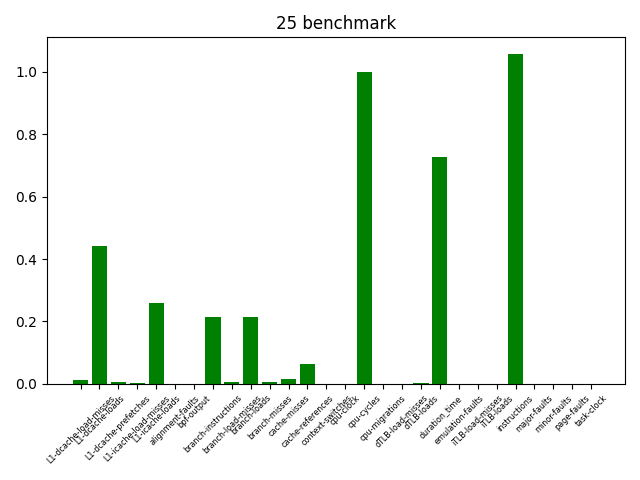 25 benchmark
1.0
0.8
0.6
0.4
0.2
0.0
L1-dcache-load-misses
L1-dcache-loads
L1-dcache-prefetches
L1-icache-load-misses
L1-icache-loads
alignment-faults
bpf-output
branch-instructions
branch-load-misses
branch-loads
branch-misses
cache-misses
cache-references
context-switches
cpu-clock
cpu-cycles
cpu-migrations
dTLB-load-misses
dTLB-loads
duration_time
emulation-faults
iTLB-load-misses
iTLB-loads
instructions
major-faults
minor-faults
page-faults
task-clock